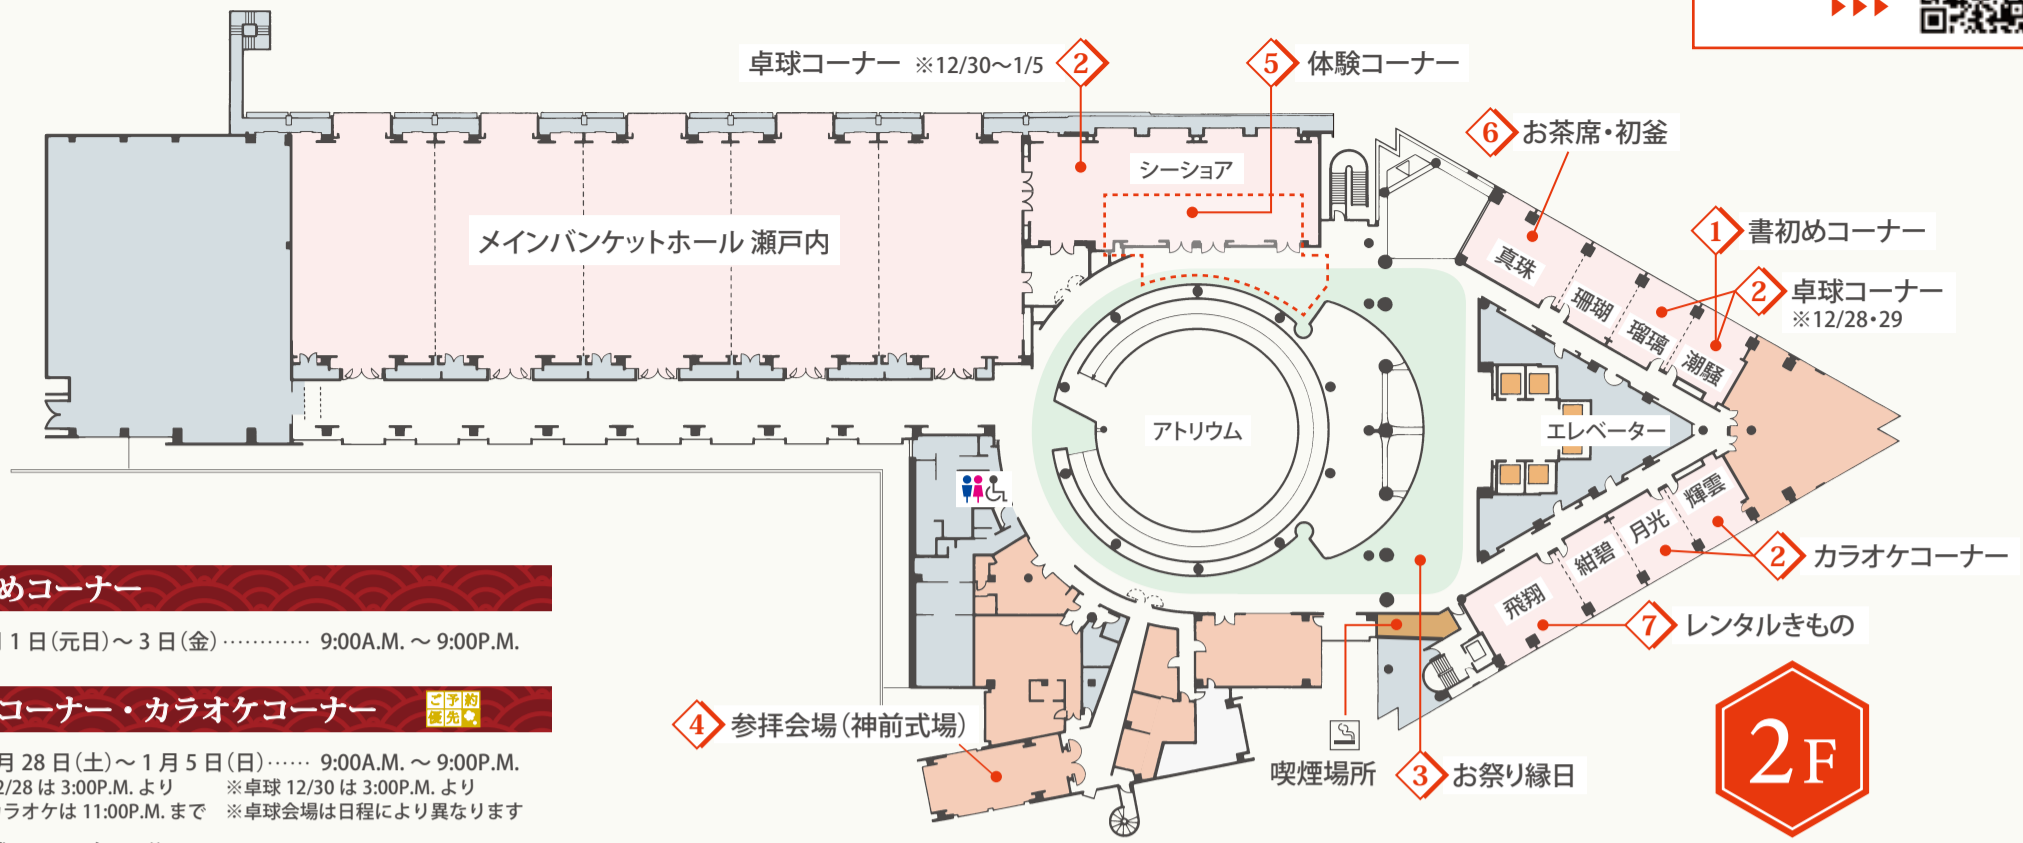 卓球コーナー ※12/30〜1/5 2
5 体験コーナー
6 お茶席・初釜
シーショア
メインバンケットホール 瀬戸内
真珠
珊瑚
瑠璃
潮騒
1 書初めコーナー
2 卓球コーナー
※12/28・29
アトリウム
エレベーター
輝雲
月光
紺碧
飛翔
2 カラオケコーナー
7 レンタルきもの
めコーナー
1日(元日)〜3日(金)………… 9:00A.M. 〜 9:00P.M.
コーナー・カラオケコーナー ご予約優先
月28日(土)〜1月5日(日)…… 9:00A.M. 〜 9:00P.M.
2/28は3:00P.M.より ※卓球 12/30は3:00P.M.より
ラオケは11:00P.M.まで ※卓球会場は日程により異なります
4 参拝会場(神前式場)
喫煙場所
3 お祭り縁日
2F